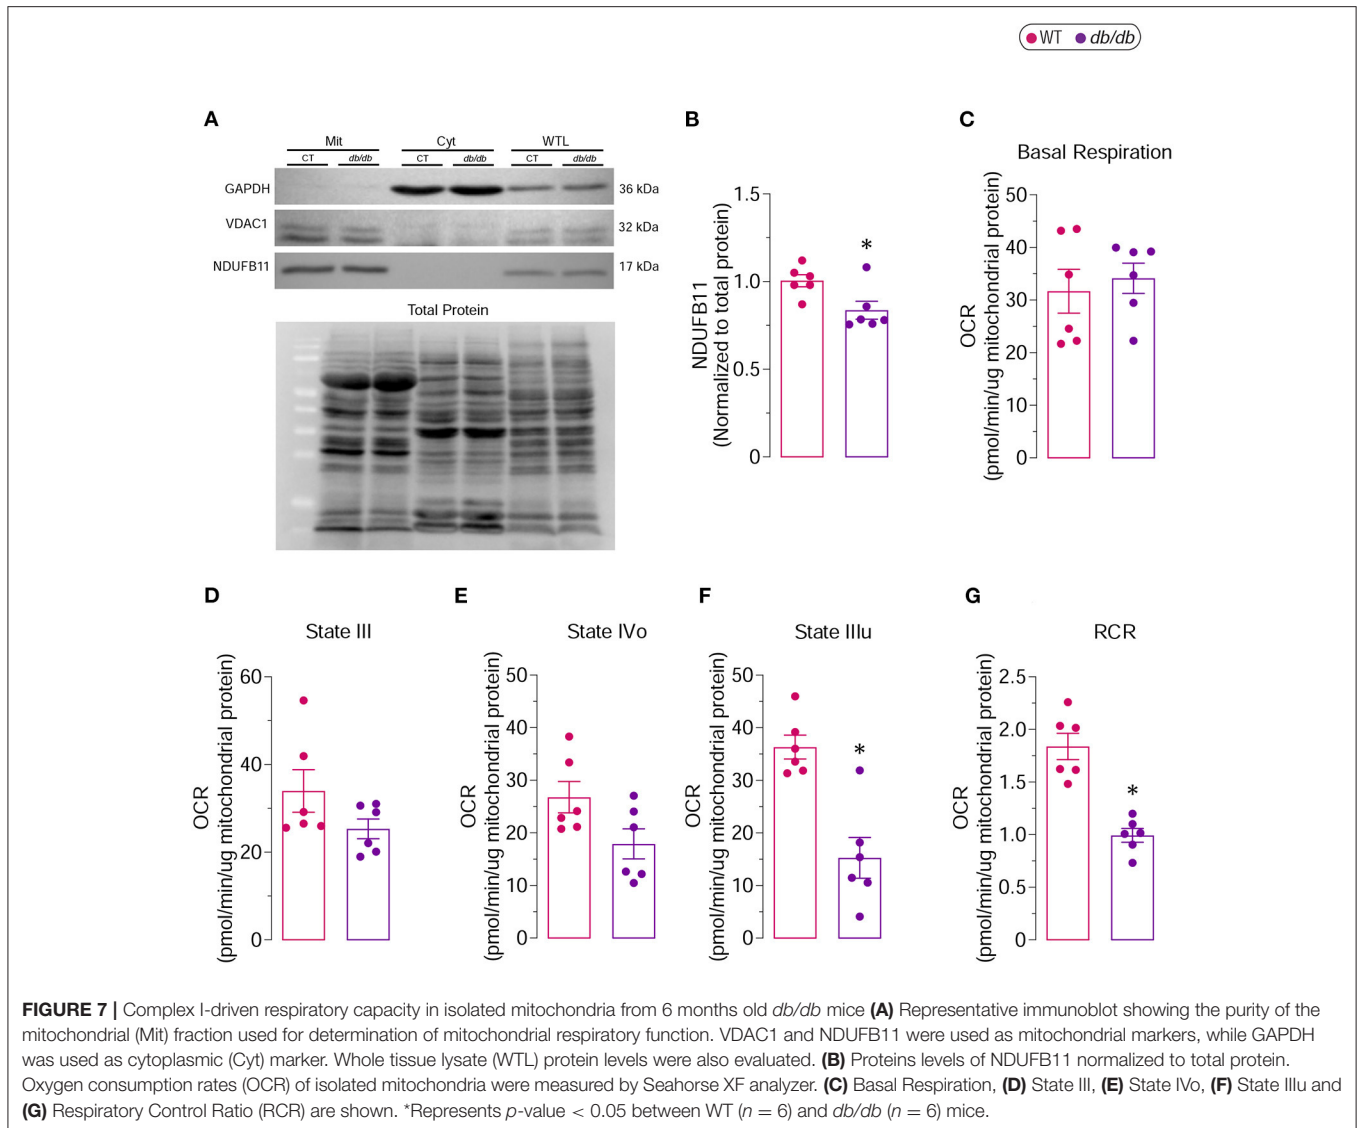 WT db/db
A
Mit Cyt WTL
CT db/db CT db/db CT db/db
GAPDH 36 kDa
VDAC1 32 kDa
NDUFB11 17 kDa
Total Protein
B
NDUFB11
(Normalized to total protein)
1.5
1.0
0.5
0
*
C
Basal Respiration
OCR
(pmol/min/ug mitochondrial protein)
50
40
30
20
10
0
D
State III
OCR
(pmol/min/ug mitochondrial protein)
60
40
20
0
E
State IVo
OCR
(pmol/min/ug mitochondrial protein)
50
40
30
20
10
0
F
State IIIu
OCR
(pmol/min/ug mitochondrial protein)
50
40
30
20
10
0
*
G
RCR
OCR
(pmol/min/ug mitochondrial protein)
2.5
2.0
1.5
1.0
0.5
0
*
FIGURE 7 | Complex I-driven respiratory capacity in isolated mitochondria from 6 months old db/db mice (A) Representative immunoblot showing the purity of the
mitochondrial (Mit) fraction used for determination of mitochondrial respiratory function. VDAC1 and NDUFB11 were used as mitochondrial markers, while GAPDH
was used as cytoplasmic (Cyt) marker. Whole tissue lysate (WTL) protein levels were also evaluated. (B) Proteins levels of NDUFB11 normalized to total protein.
Oxygen consumption rates (OCR) of isolated mitochondria were measured by Seahorse XF analyzer. (C) Basal Respiration, (D) State III, (E) State IVo, (F) State IIIu and
(G) Respiratory Control Ratio (RCR) are shown. *Represents p-value < 0.05 between WT (n = 6) and db/db (n = 6) mice.